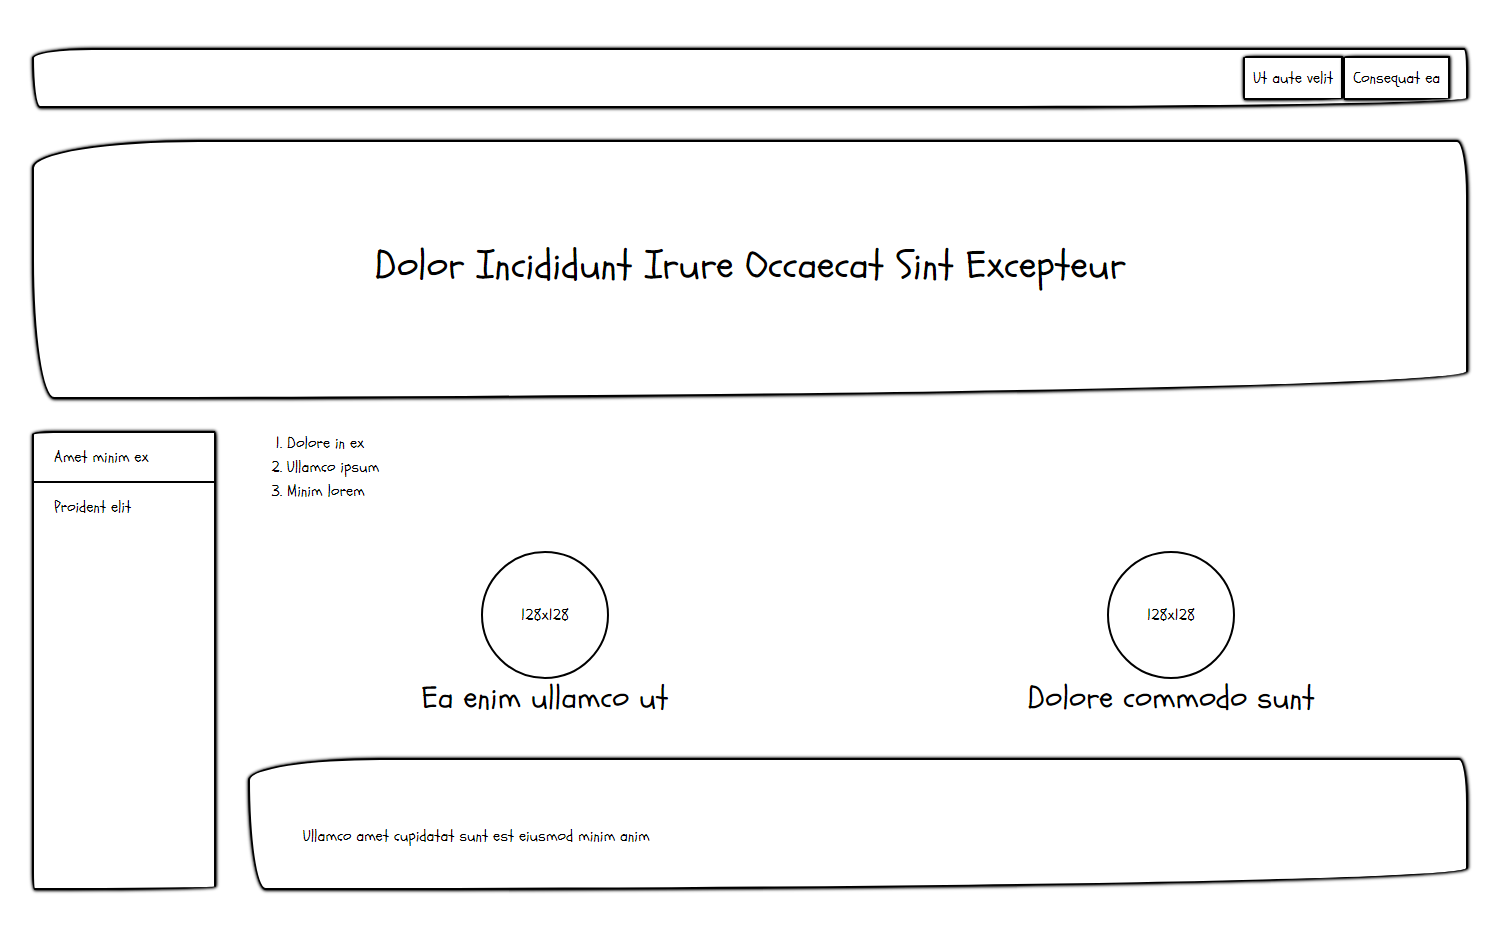 Ut aute velit
Consequat ea
Dolor Incididunt Irure Occaecat Sint Excepteur
Amet minim ex
Proident elit
1. Dolore in ex
2. Ullamco ipsum
3. Minim lorem
128x128
Ea enim ullamco ut
128x128
Dolore commodo sunt
Ullamco amet cupidatat sunt est eiusmod minim anim